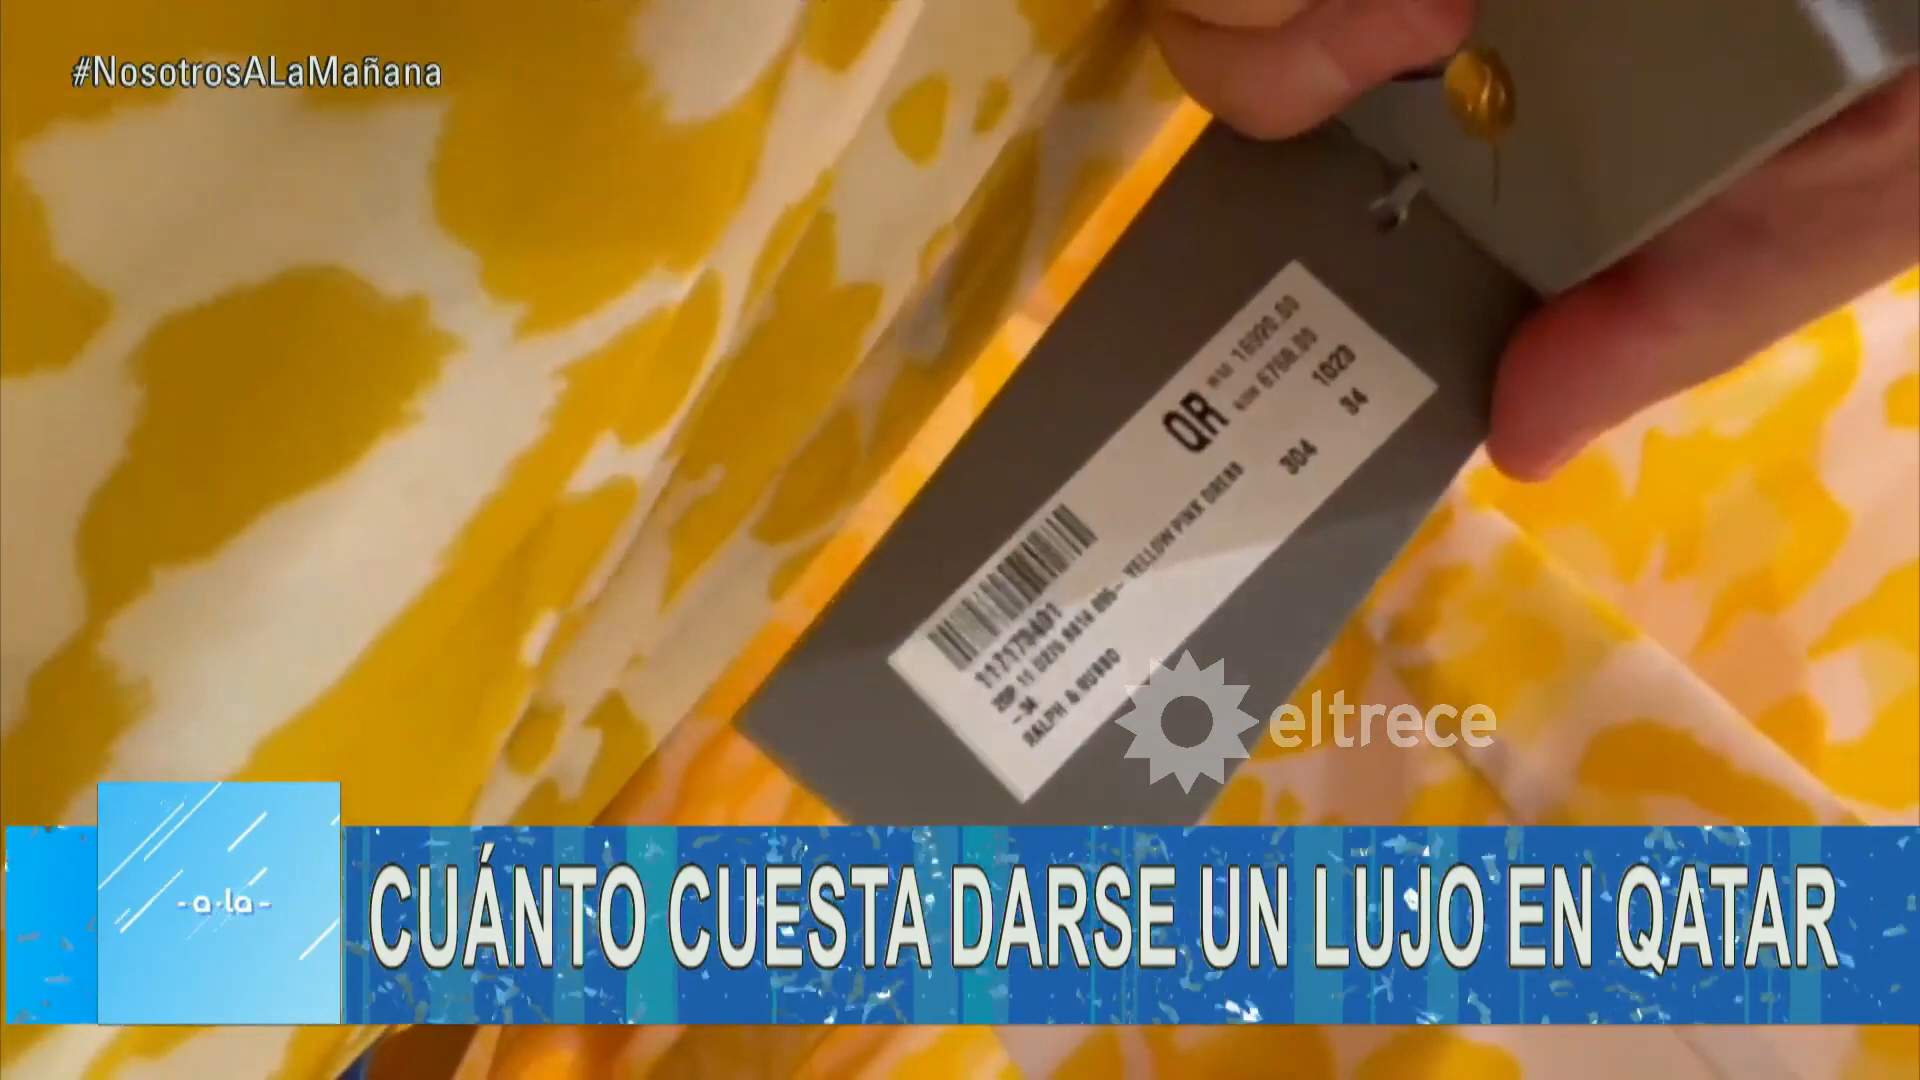 #NosotrosALaMañana
QR
1023
34
304
YELLOW PINK DRESS
RALPH & RUSSO
eltrece
-a·la-
CUÁNTO CUESTA DARSE UN LUJO EN QATAR